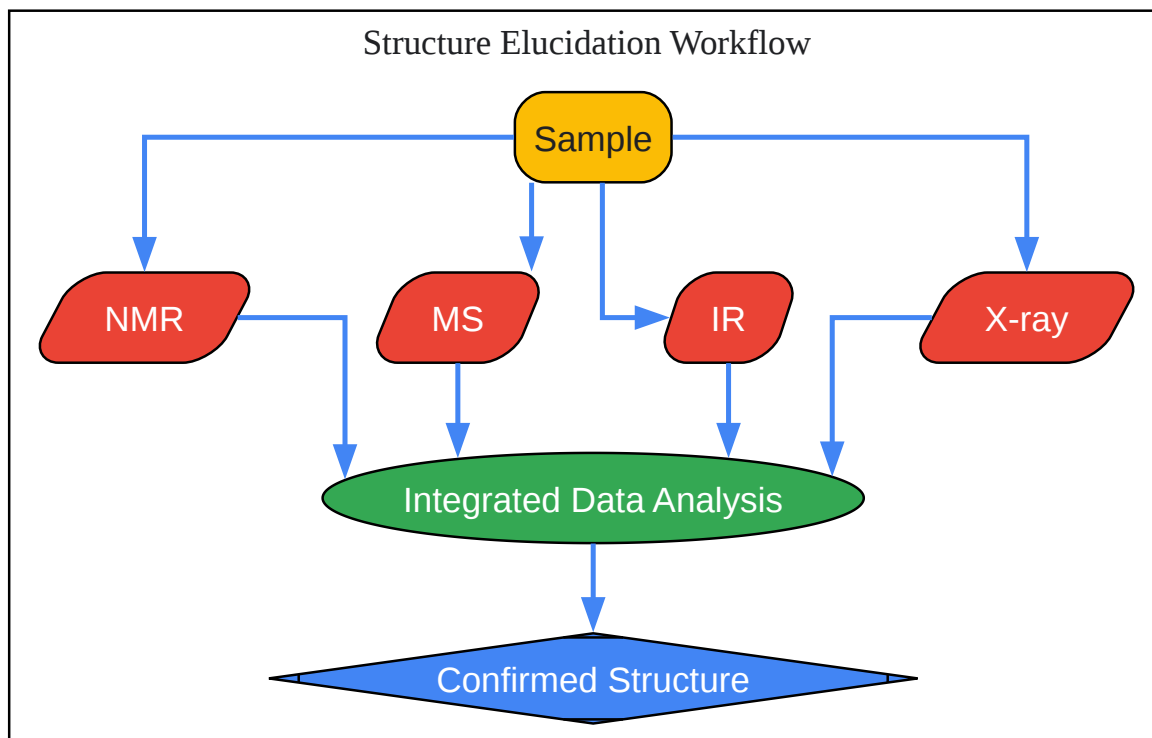 Structure Elucidation Workflow
Sample
NMR
MS
IR
X-ray
Integrated Data Analysis
Confirmed Structure